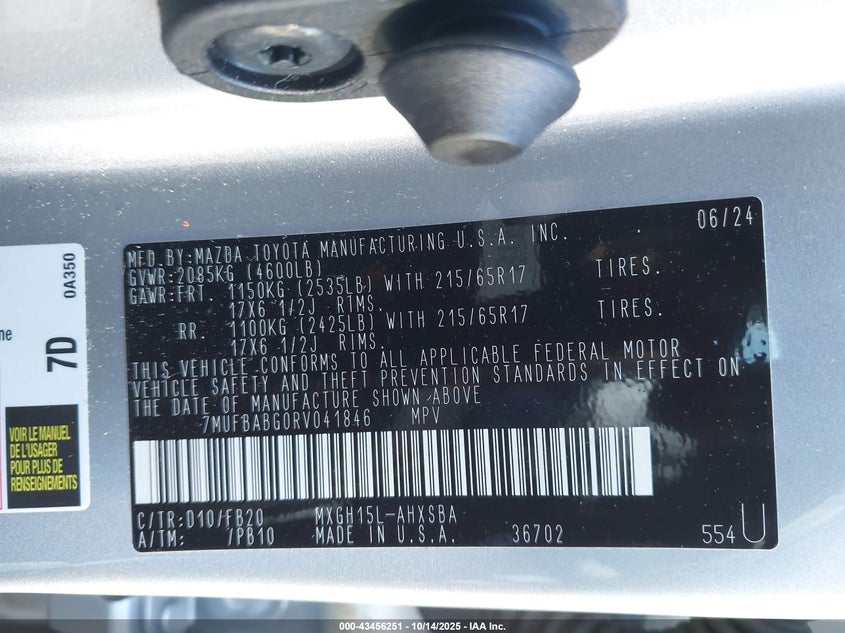 MFD. BY: MAZDA TOYOTA MANUFACTURING U.S.A. INC. 06/24
GVWR: 2085KG (4600LB)
GAWR: FRT. 1150KG (2535LB) WITH 215/65R17 TIRES.
17X6 1/2J RIMS.
RR. 1100KG (2425LB) WITH 215/65R17 TIRES.
17X6 1/2J RIMS.
THIS VEHICLE CONFORMS TO ALL APPLICABLE FEDERAL MOTOR
VEHICLE SAFETY AND THEFT PREVENTION STANDARDS IN EFFECT ON
THE DATE OF MANUFACTURE SHOWN ABOVE
7MUFBABG0RV041846 MPV
C/TR: D10/FB20 MXGH15L-AHXSBA
A/TM: /PB10 MADE IN U.S.A. 36702 554U
ne
7D
0A350
VOIR LE MANUEL
DE L'USAGER
POUR PLUS DE
RENSEIGNEMENTS
000-43456251 - 10/14/2025 - IAA Inc.